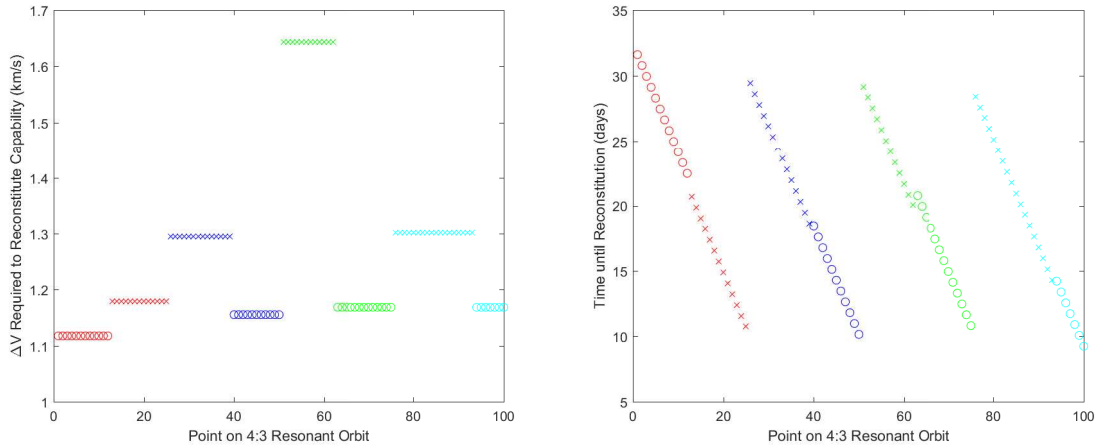 1.7
1.6
1.5
1.4
1.3
1.2
1.1
1
ΔV Required to Reconstitute Capability (km/s)
0 20 40 60 80 100
Point on 4:3 Resonant Orbit
35
30
25
20
15
10
5
Time until Reconstitution (days)
0 20 40 60 80 100
Point on 4:3 Resonant Orbit